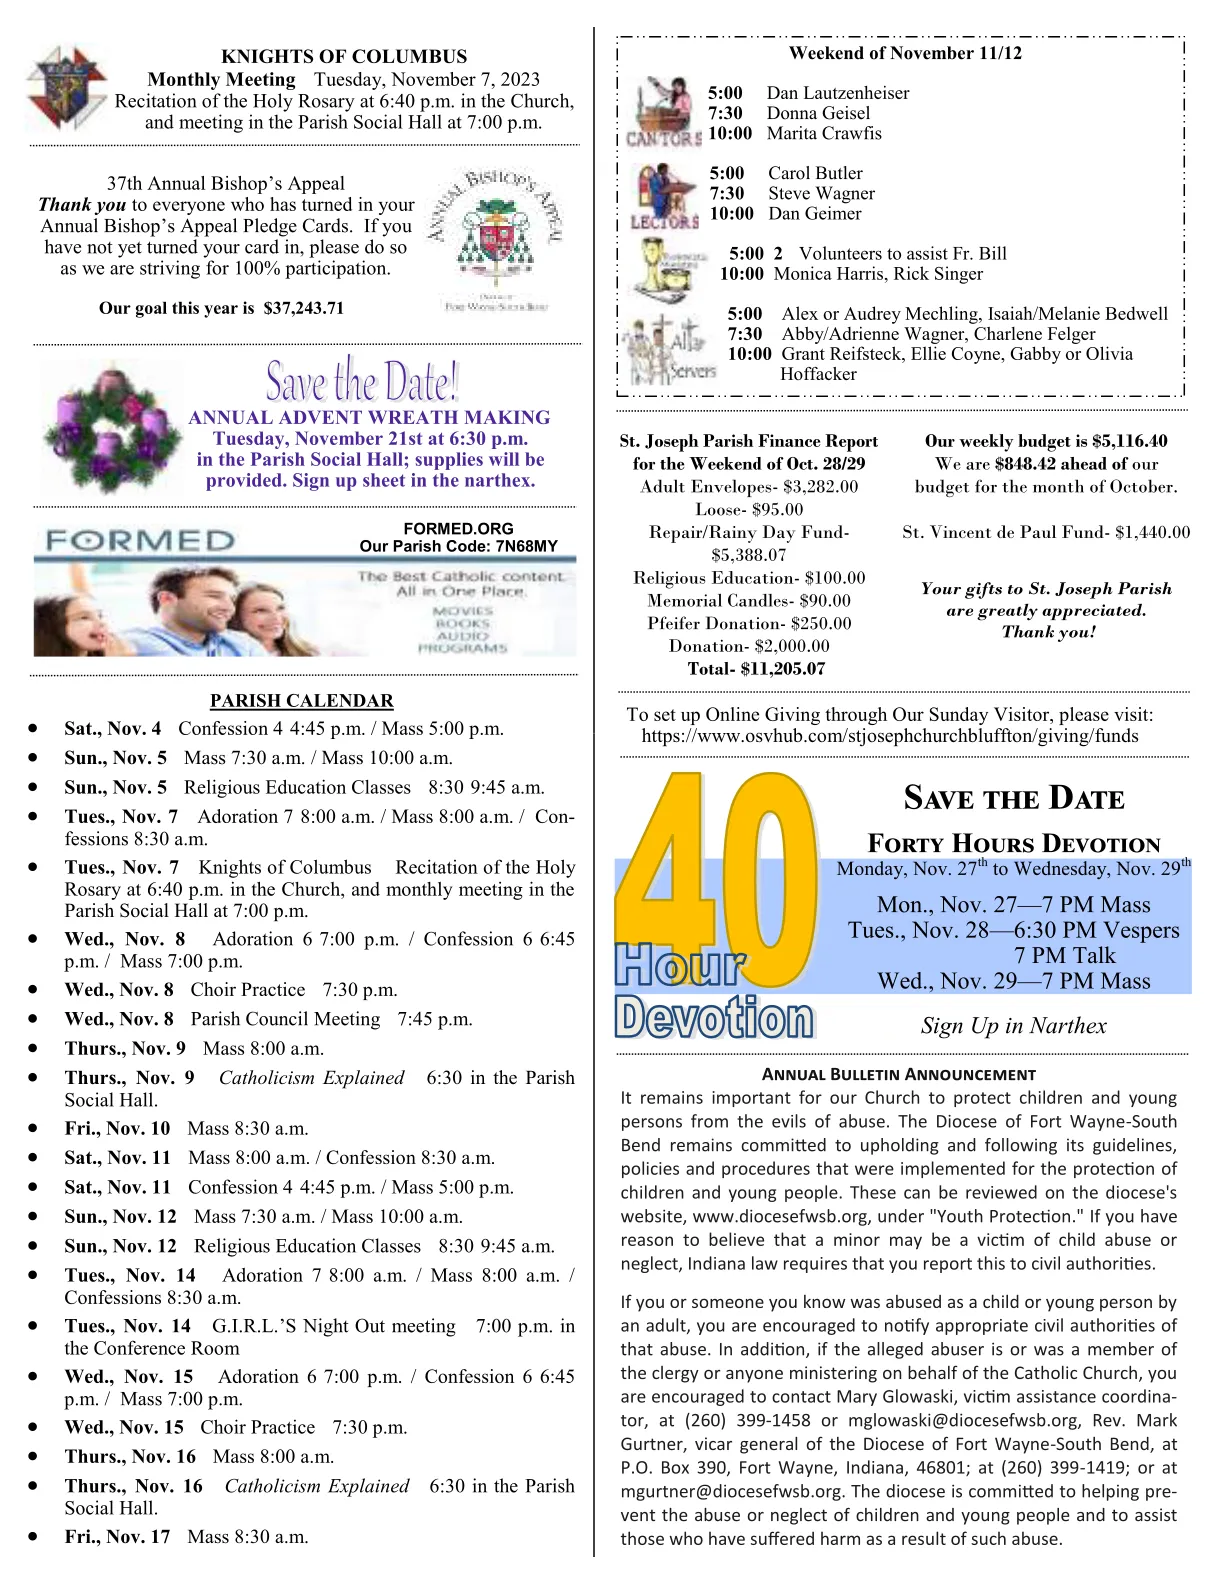 KNIGHTS OF COLUMBUS
Monthly Meeting Tuesday, November 7, 2023
Recitation of the Holy Rosary at 6:40 p.m. in the Church,
and meeting in the Parish Social Hall at 7:00 p.m.
37th Annual Bishop's Appeal
Thank you to everyone who has turned in your
Annual Bishop's Appeal Pledge Cards. If you
have not yet turned your card in, please do so
as we are striving for 100% participation.
Our goal this year is $37,243.71
ANNUAL BISHOP'S APPEAL
FORT WAYNE-SOUTH BEND
Save the Date!
ANNUAL ADVENT WREATH MAKING
Tuesday, November 21st at 6:30 p.m.
in the Parish Social Hall; supplies will be
provided. Sign up sheet in the narthex.
FORMED
FORMED.ORG
Our Parish Code: 7N68MY
The Best Catholic content.
All in One Place.
MOVIES
BOOKS
AUDIO
PROGRAMS
PARISH CALENDAR
• Sat., Nov. 4 Confession 4 4:45 p.m. / Mass 5:00 p.m.
• Sun., Nov. 5 Mass 7:30 a.m. / Mass 10:00 a.m.
• Sun., Nov. 5 Religious Education Classes 8:30 9:45 a.m.
• Tues., Nov. 7 Adoration 7 8:00 a.m. / Mass 8:00 a.m. / Con-
fessions 8:30 a.m.
• Tues., Nov. 7 Knights of Columbus Recitation of the Holy
Rosary at 6:40 p.m. in the Church, and monthly meeting in the
Parish Social Hall at 7:00 p.m.
• Wed., Nov. 8 Adoration 6 7:00 p.m. / Confession 6 6:45
p.m. / Mass 7:00 p.m.
• Wed., Nov. 8 Choir Practice 7:30 p.m.
• Wed., Nov. 8 Parish Council Meeting 7:45 p.m.
• Thurs., Nov. 9 Mass 8:00 a.m.
• Thurs., Nov. 9 Catholicism Explained 6:30 in the Parish
Social Hall.
• Fri., Nov. 10 Mass 8:30 a.m.
• Sat., Nov. 11 Mass 8:00 a.m. / Confession 8:30 a.m.
• Sat., Nov. 11 Confession 4 4:45 p.m. / Mass 5:00 p.m.
• Sun., Nov. 12 Mass 7:30 a.m. / Mass 10:00 a.m.
• Sun., Nov. 12 Religious Education Classes 8:30 9:45 a.m.
• Tues., Nov. 14 Adoration 7 8:00 a.m. / Mass 8:00 a.m. /
Confessions 8:30 a.m.
• Tues., Nov. 14 G.I.R.L.'S Night Out meeting 7:00 p.m. in
the Conference Room
• Wed., Nov. 15 Adoration 6 7:00 p.m. / Confession 6 6:45
p.m. / Mass 7:00 p.m.
• Wed., Nov. 15 Choir Practice 7:30 p.m.
• Thurs., Nov. 16 Mass 8:00 a.m.
• Thurs., Nov. 16 Catholicism Explained 6:30 in the Parish
Social Hall.
• Fri., Nov. 17 Mass 8:30 a.m.
Weekend of November 11/12
CANTORS
5:00 Dan Lautzenheiser
7:30 Donna Geisel
10:00 Marita Crawfis
LECTORS
5:00 Carol Butler
7:30 Steve Wagner
10:00 Dan Geimer
5:00 2 Volunteers to assist Fr. Bill
10:00 Monica Harris, Rick Singer
Altar
Servers
5:00 Alex or Audrey Mechling, Isaiah/Melanie Bedwell
7:30 Abby/Adrienne Wagner, Charlene Felger
10:00 Grant Reifsteck, Ellie Coyne, Gabby or Olivia
Hoffacker
St. Joseph Parish Finance Report
for the Weekend of Oct. 28/29
Adult Envelopes- $3,282.00
Loose- $95.00
Repair/Rainy Day Fund-
$5,388.07
Religious Education- $100.00
Memorial Candles- $90.00
Pfeifer Donation- $250.00
Donation- $2,000.00
Total- $11,205.07
Our weekly budget is $5,116.40
We are $848.42 ahead of our
budget for the month of October.
St. Vincent de Paul Fund- $1,440.00
Your gifts to St. Joseph Parish
are greatly appreciated.
Thank you!
To set up Online Giving through Our Sunday Visitor, please visit:
https://www.osvhub.com/stjosephchurchbluffton/giving/funds
40
Hour
Devotion
SAVE THE DATE
FORTY HOURS DEVOTION
Monday, Nov. 27th to Wednesday, Nov. 29th
Mon., Nov. 27—7 PM Mass
Tues., Nov. 28—6:30 PM Vespers
7 PM Talk
Wed., Nov. 29—7 PM Mass
Sign Up in Narthex
ANNUAL BULLETIN ANNOUNCEMENT
It remains important for our Church to protect children and young
persons from the evils of abuse. The Diocese of Fort Wayne-South
Bend remains committed to upholding and following its guidelines,
policies and procedures that were implemented for the protection of
children and young people. These can be reviewed on the diocese's
website, www.diocesefwsb.org, under "Youth Protection." If you have
reason to believe that a minor may be a victim of child abuse or
neglect, Indiana law requires that you report this to civil authorities.
If you or someone you know was abused as a child or young person by
an adult, you are encouraged to notify appropriate civil authorities of
that abuse. In addition, if the alleged abuser is or was a member of
the clergy or anyone ministering on behalf of the Catholic Church, you
are encouraged to contact Mary Glowaski, victim assistance coordina-
tor, at (260) 399-1458 or mglowaski@diocesefwsb.org, Rev. Mark
Gurtner, vicar general of the Diocese of Fort Wayne-South Bend, at
P.O. Box 390, Fort Wayne, Indiana, 46801; at (260) 399-1419; or at
mgurtner@diocesefwsb.org. The diocese is committed to helping pre-
vent the abuse or neglect of children and young people and to assist
those who have suffered harm as a result of such abuse.